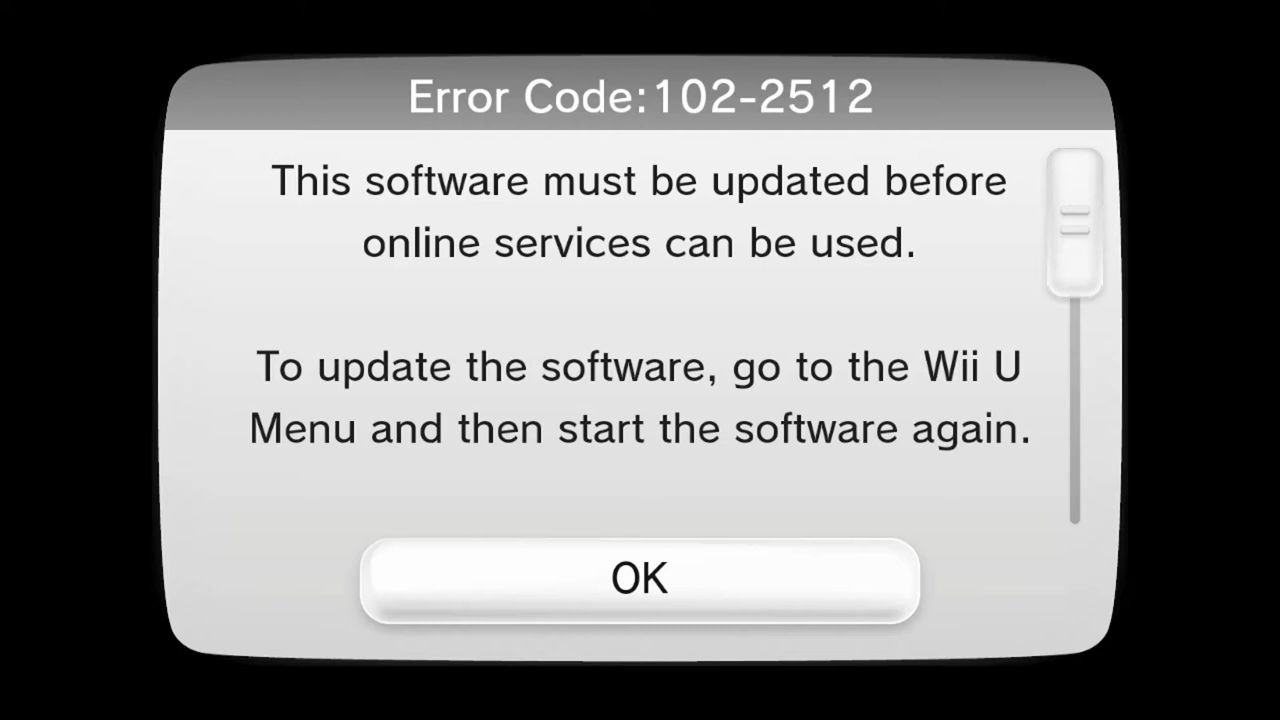 Error Code:102-2512
This software must be updated before
online services can be used.
To update the software, go to the Wii U
Menu and then start the software again.
OK